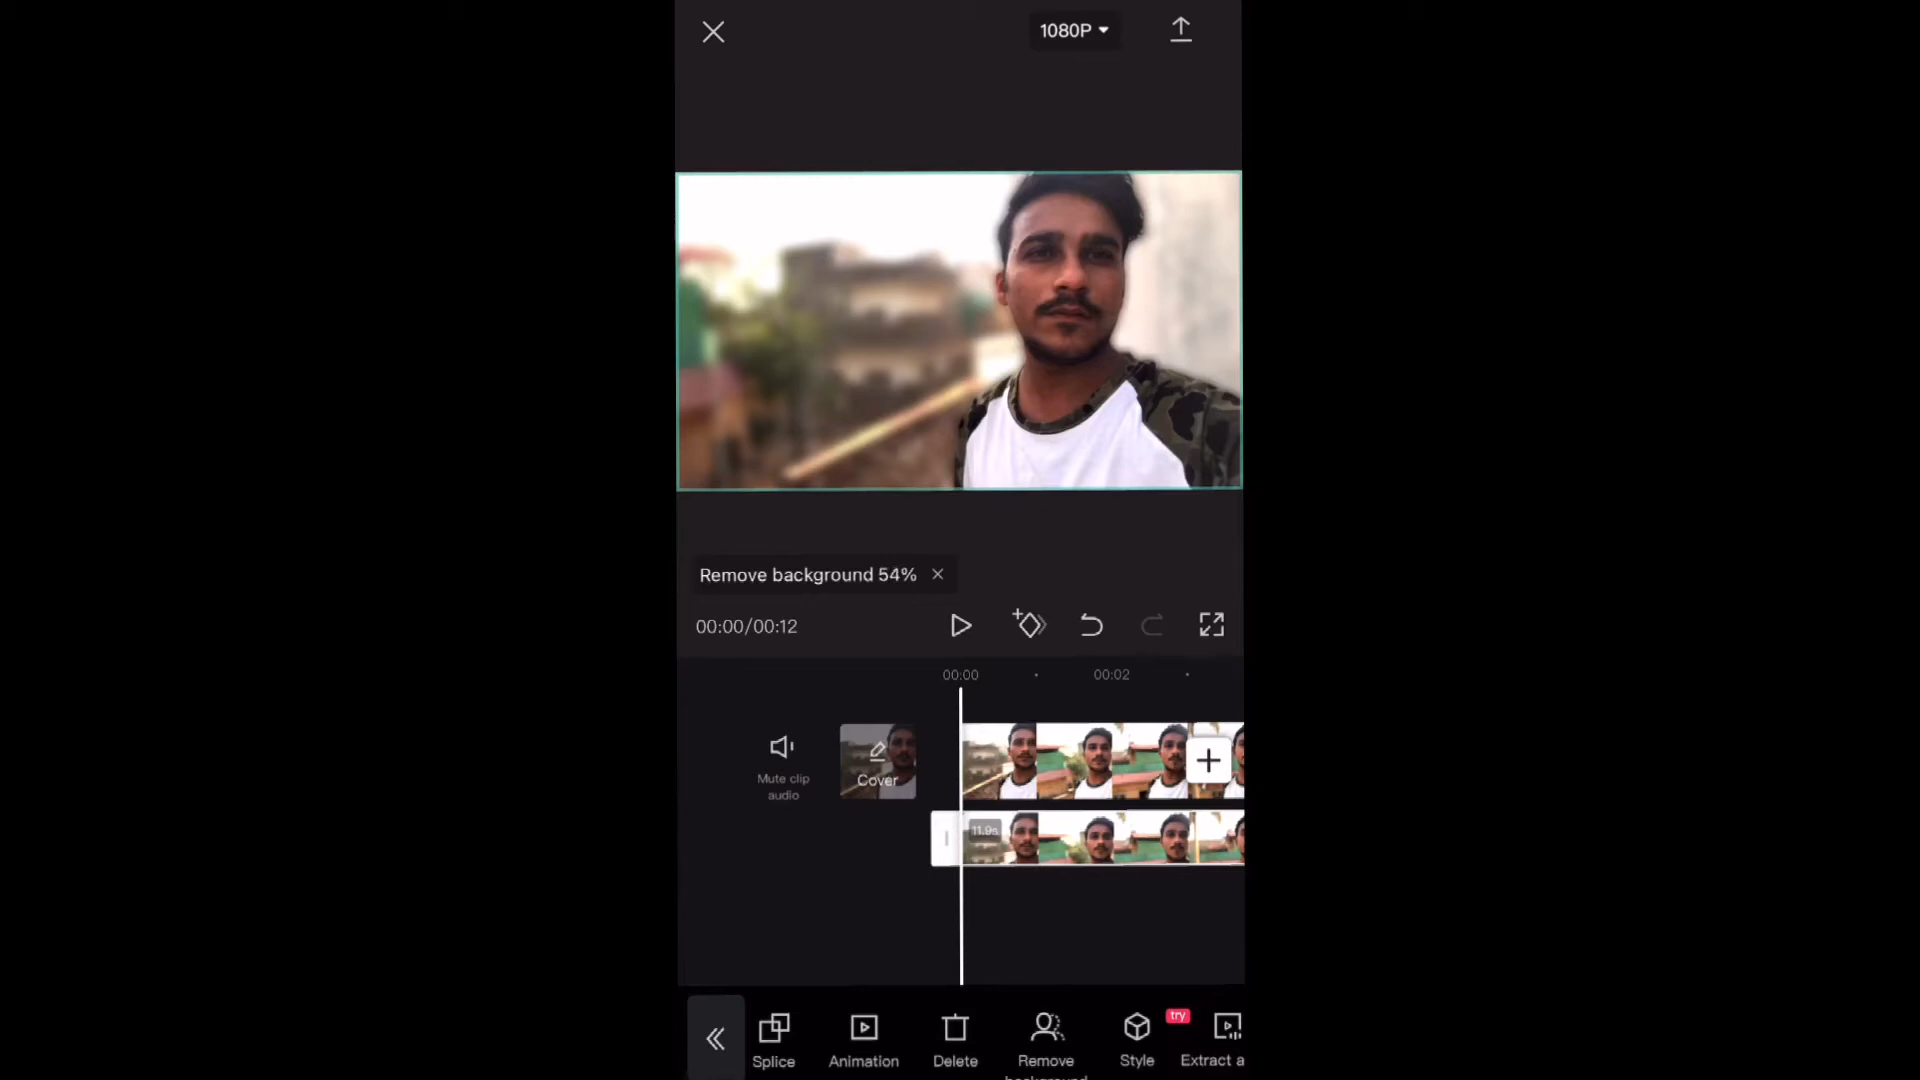 1080P
Remove background 54%
00:00/00:12
00:00
00:02
Mute clip
audio
Cover
11.9s
Splice
Animation
Delete
Remove
background
Style
try
Extract a